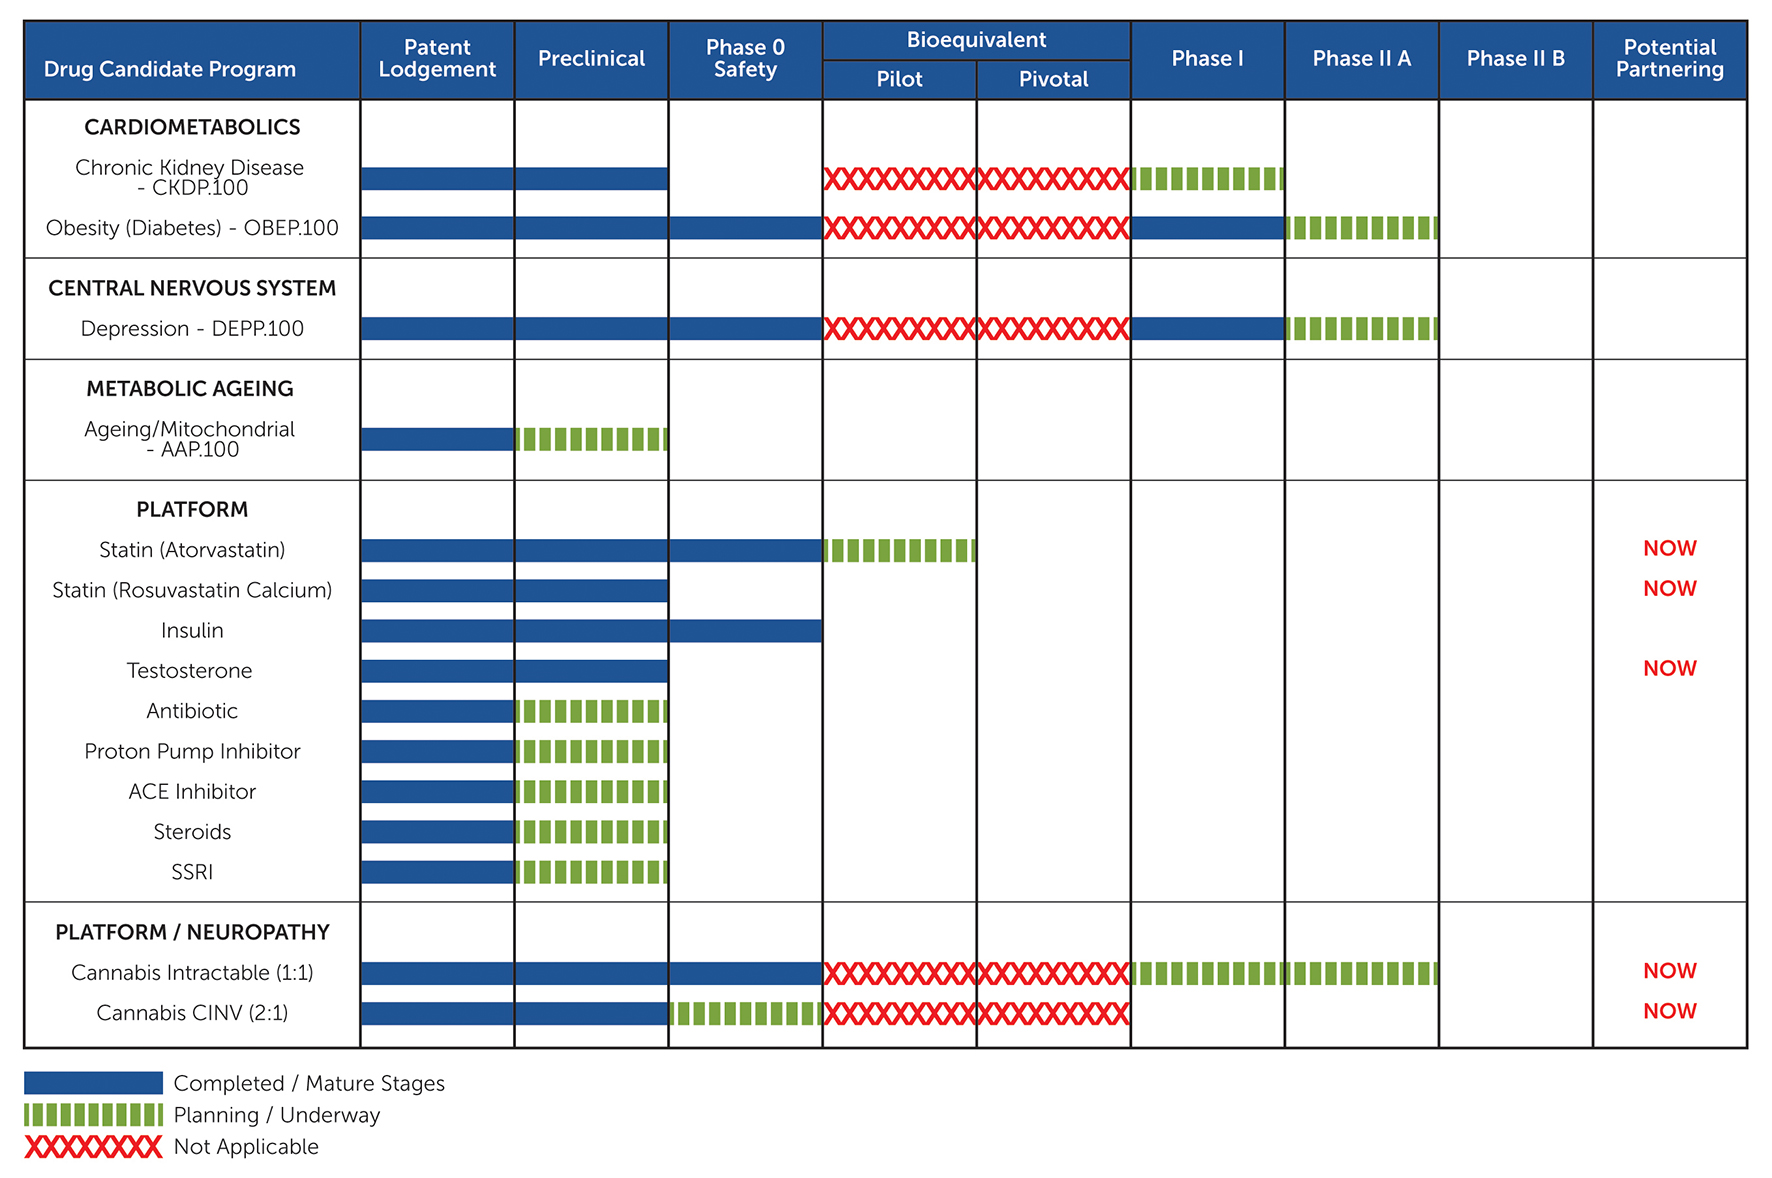 Drug Candidate Program
Patent
Lodgement
Preclinical
Phase 0
Safety
Bioequivalent
Pilot
Pivotal
Phase I
Phase II A
Phase II B
Potential
Partnering
CARDIOMETABOLICS
Chronic Kidney Disease
- CKDP.100
Obesity (Diabetes) - OBEP.100
CENTRAL NERVOUS SYSTEM
Depression - DEPP.100
METABOLIC AGEING
Ageing/Mitochondrial
- AAP.100
PLATFORM
Statin (Atorvastatin)
NOW
Statin (Rosuvastatin Calcium)
NOW
Insulin
Testosterone
NOW
Antibiotic
Proton Pump Inhibitor
ACE Inhibitor
Steroids
SSRI
PLATFORM / NEUROPATHY
Cannabis Intractable (1:1)
NOW
Cannabis CINV (2:1)
NOW
Completed / Mature Stages
Planning / Underway
Not Applicable